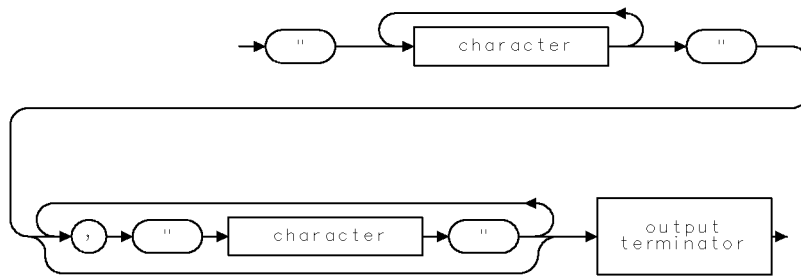 " character "
, " character " output
terminator